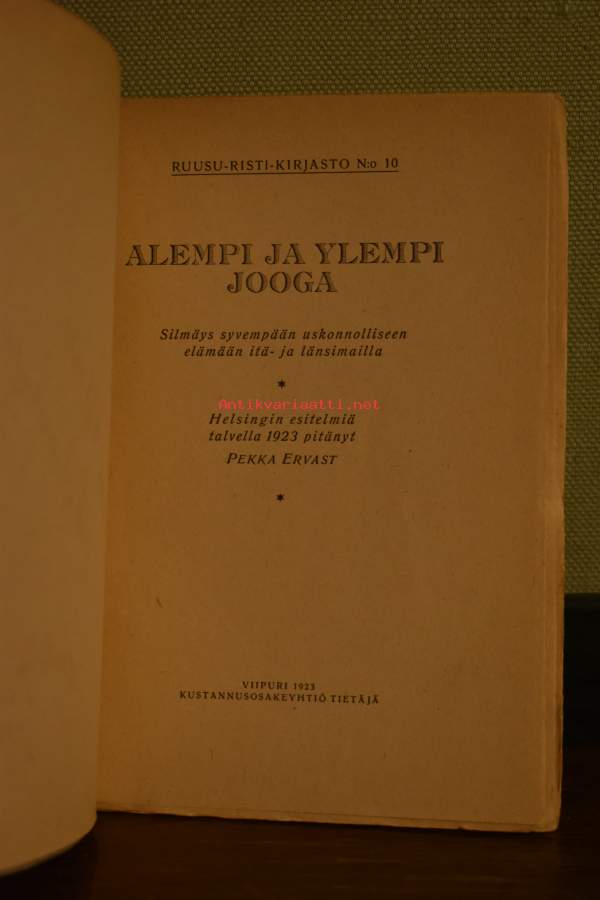 RUUSU-RISTI-KIRJASTO N:o 10
ALEMPI JA YLEMPI
JOOGA
Silmäys syvempään uskonnolliseen
elämään itä- ja länsimailla
*
Antikvariaatti.net
Helsingin esitelmiä
talvella 1923 pitänyt
PEKKA ERVAST
*
VIIPURI 1923
KUSTANNUSOSAKEYHTIÖ TIETÄJÄ